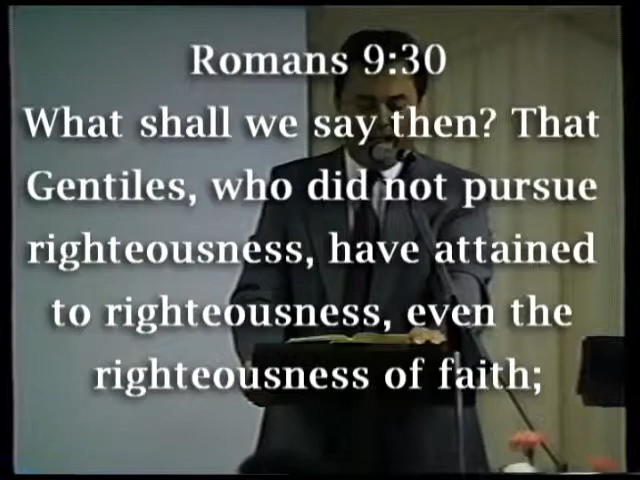 Romans 9:30
What shall we say then? That
Gentiles, who did not pursue
righteousness, have attained
to righteousness, even the
righteousness of faith;